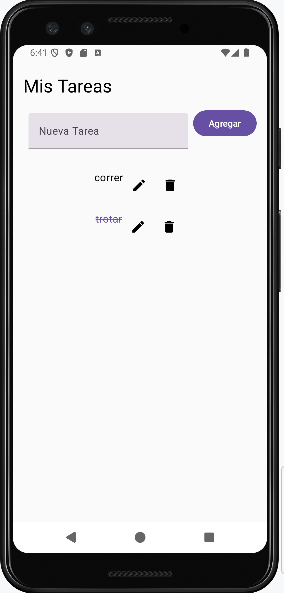 6:41
Mis Tareas
Nueva Tarea
Agregar
correr
trotar